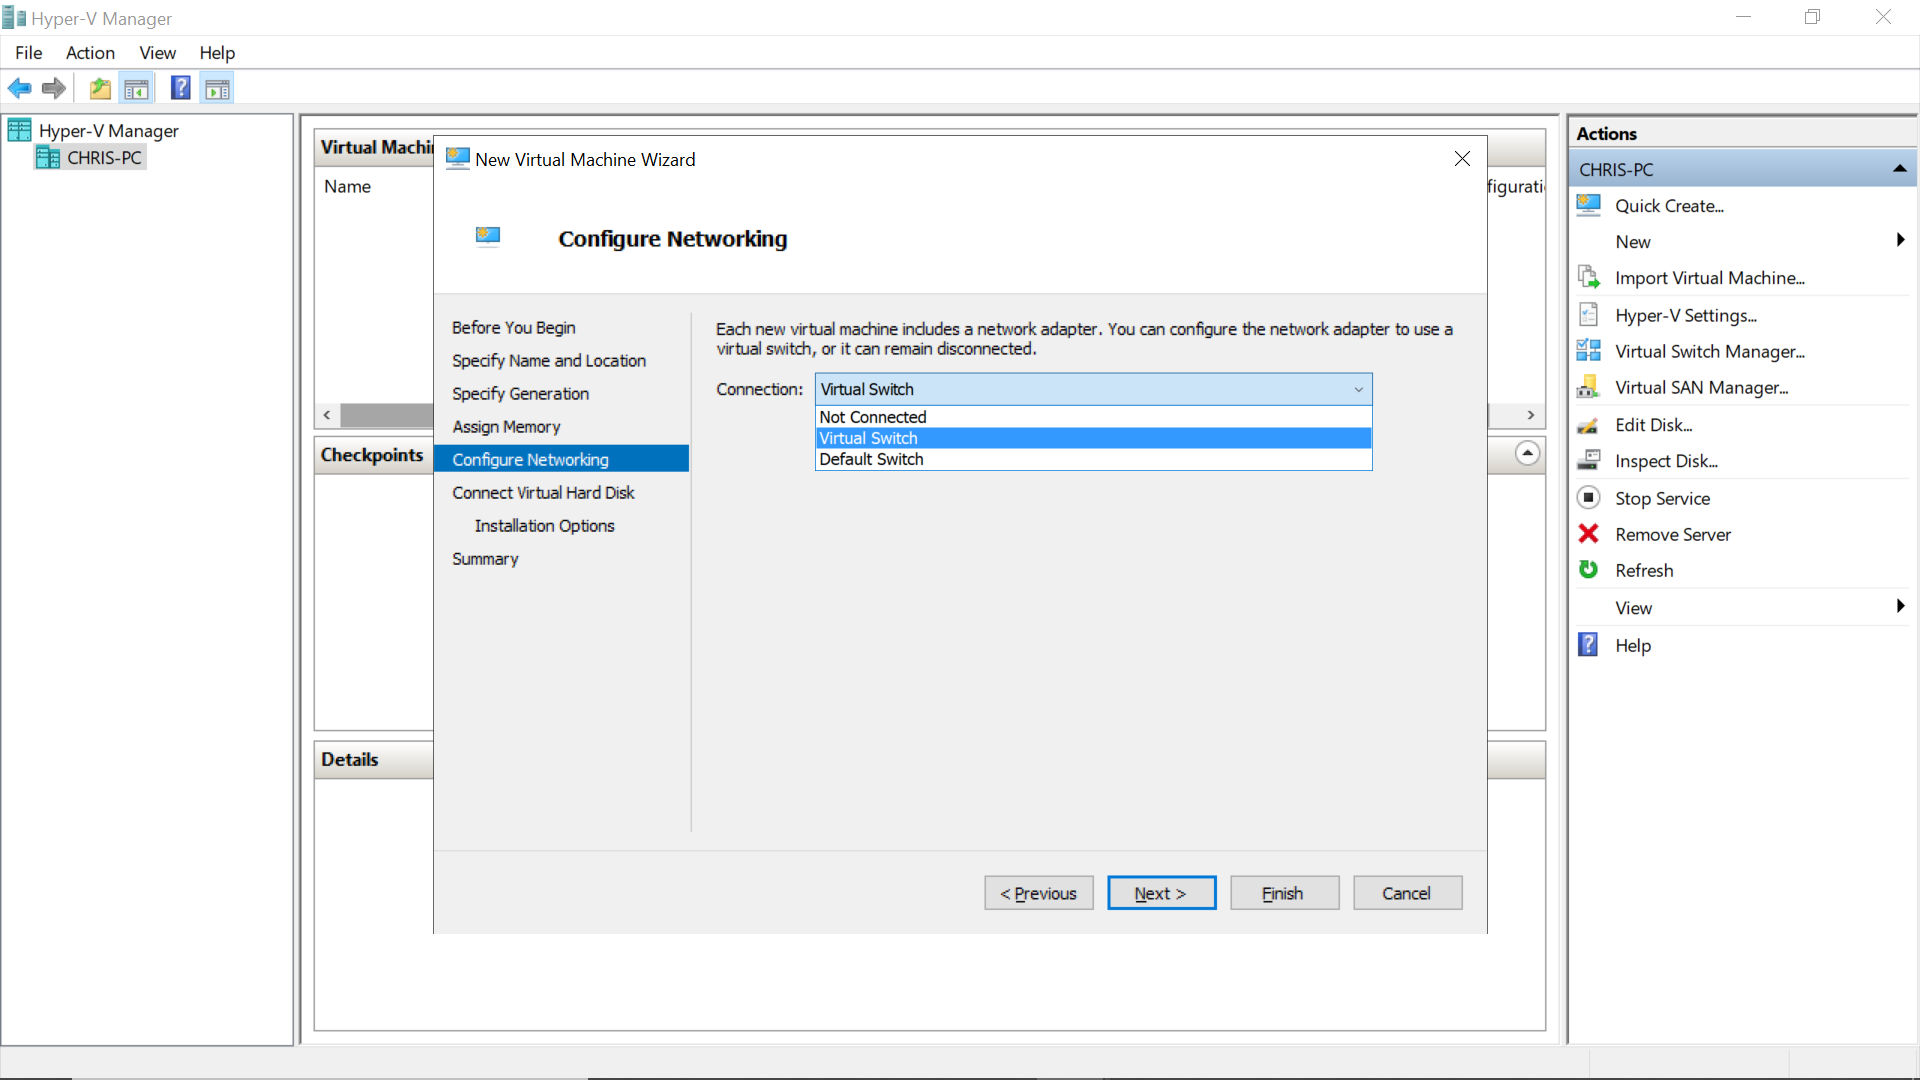 Hyper-V Manager
File Action View Help
Hyper-V Manager
CHRIS-PC
Virtual Machi
Name
figurati
Checkpoints
Details
New Virtual Machine Wizard
Configure Networking
Before You Begin
Specify Name and Location
Specify Generation
Assign Memory
Configure Networking
Connect Virtual Hard Disk
Installation Options
Summary
Each new virtual machine includes a network adapter. You can configure the network adapter to use a
virtual switch, or it can remain disconnected.
Connection: Virtual Switch
Not Connected
Virtual Switch
Default Switch
< Previous Next > Finish Cancel
Actions
CHRIS-PC
Quick Create...
New
Import Virtual Machine...
Hyper-V Settings...
Virtual Switch Manager...
Virtual SAN Manager...
Edit Disk...
Inspect Disk...
Stop Service
Remove Server
Refresh
View
Help